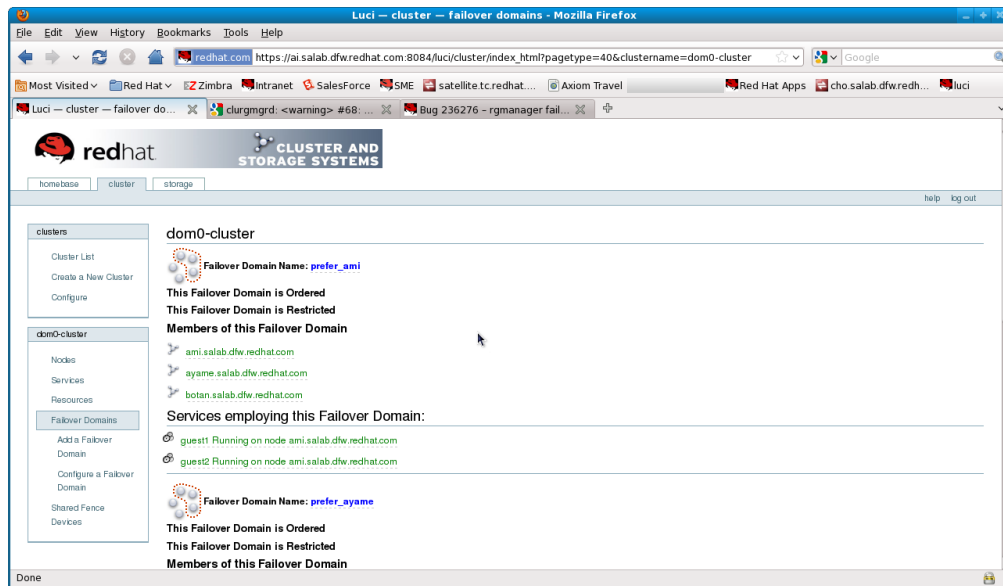 Luci — cluster — failover domains - Mozilla Firefox
File Edit View History Bookmarks Tools Help
redhat.com https://ai.salab.dfw.redhat.com:8084/luci/cluster/index_html?pagetype=40&clustername=dom0-cluster Google
Most Visited Red Hat Zimbra Intranet SalesForce SME satellite.tc.redhat.... Axiom Travel Red Hat Apps cho.salab.dfw.redh... luci
Luci — cluster — failover do... clurgmgrd: <warning> #68: ... Bug 236276 – rgmanager fail...
redhat. CLUSTER AND
STORAGE SYSTEMS
homebase cluster storage
help log out
clusters
Cluster List
Create a New Cluster
Configure
dom0-cluster
Nodes
Services
Resources
Failover Domains
Add a Failover
Domain
Configure a Failover
Domain
Shared Fence
Devices
dom0-cluster
Failover Domain Name: prefer_ami
This Failover Domain is Ordered
This Failover Domain is Restricted
Members of this Failover Domain
ami.salab.dfw.redhat.com
ayame.salab.dfw.redhat.com
botan.salab.dfw.redhat.com
Services employing this Failover Domain:
guest1 Running on node ami.salab.dfw.redhat.com
guest2 Running on node ami.salab.dfw.redhat.com
Failover Domain Name: prefer_ayame
This Failover Domain is Ordered
This Failover Domain is Restricted
Members of this Failover Domain
Done